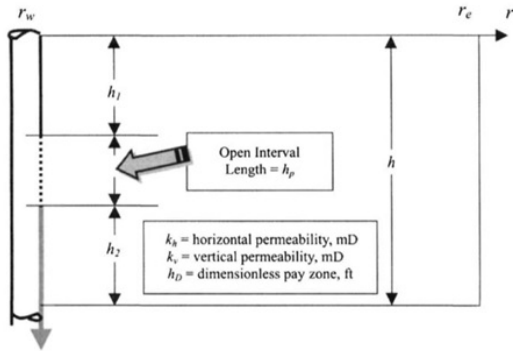 r_w
r_e
r
h_1
Open Interval
Length = h_p
h
h_2
k_h = horizontal permeability, mD
k_v = vertical permeability, mD
h_D = dimensionless pay zone, ft